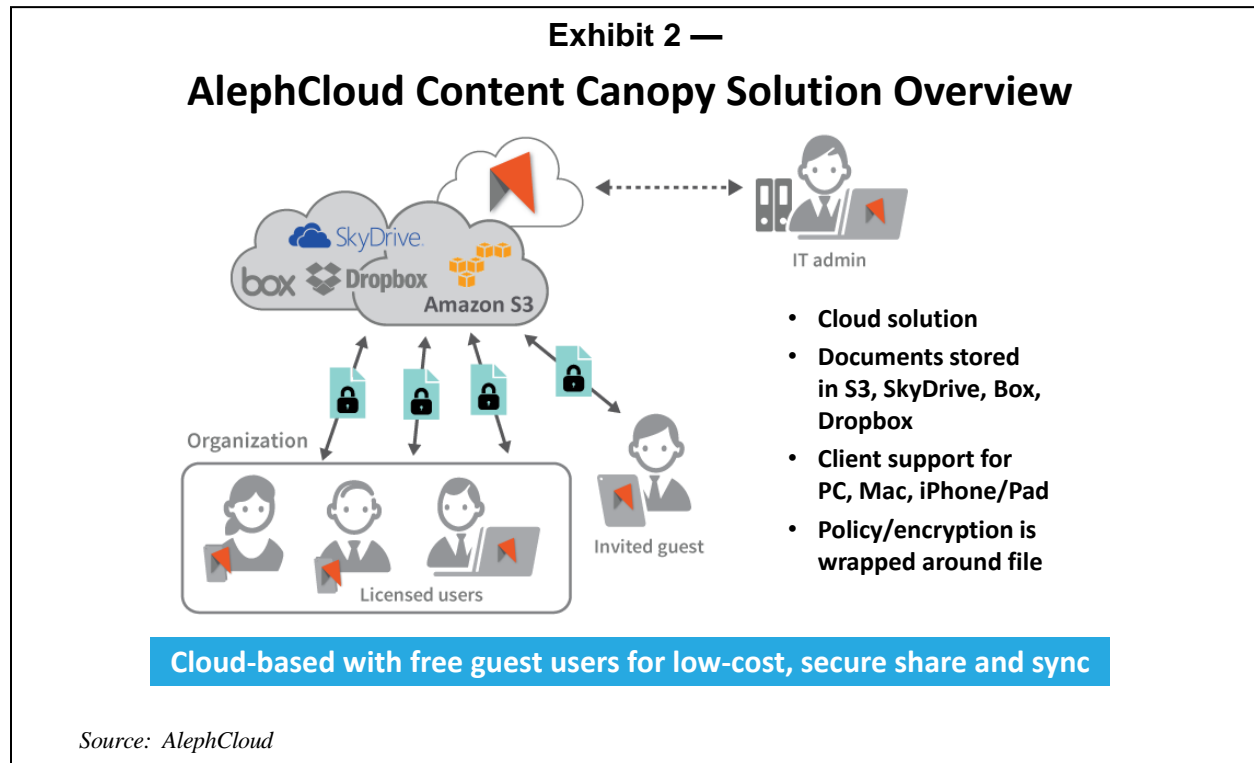 Exhibit 2 —
AlephCloud Content Canopy Solution Overview
SkyDrive.
box Dropbox
Amazon S3
IT admin
• Cloud solution
• Documents stored
in S3, SkyDrive, Box,
Dropbox
• Client support for
PC, Mac, iPhone/Pad
• Policy/encryption is
wrapped around file
Organization
Licensed users
Invited guest
Cloud-based with free guest users for low-cost, secure share and sync
Source: AlephCloud